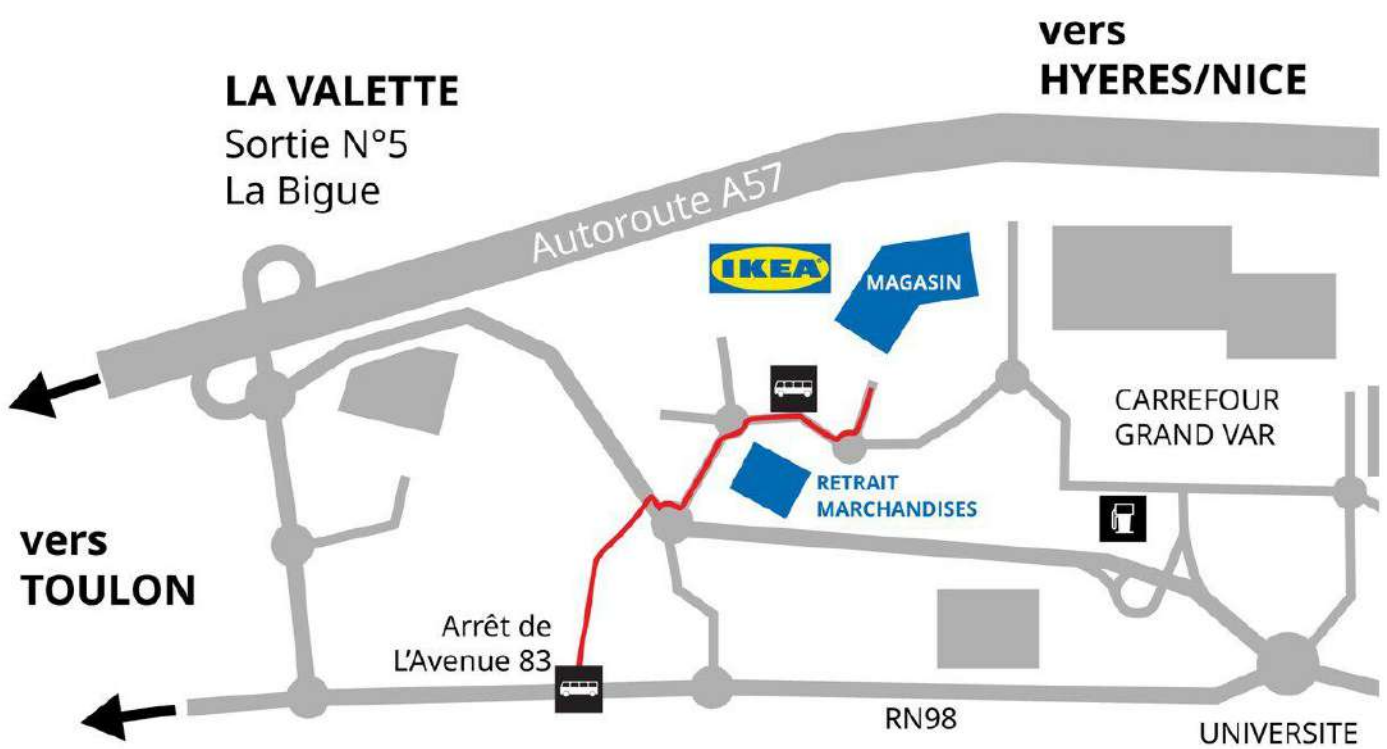 vers
HYERES/NICE
LA VALETTE
Sortie N°5
La Bigue
Autoroute A57
IKEA
MAGASIN
CARREFOUR
GRAND VAR
RETRAIT
MARCHANDISES
vers
TOULON
Arrêt de
L'Avenue 83
RN98
UNIVERSITE